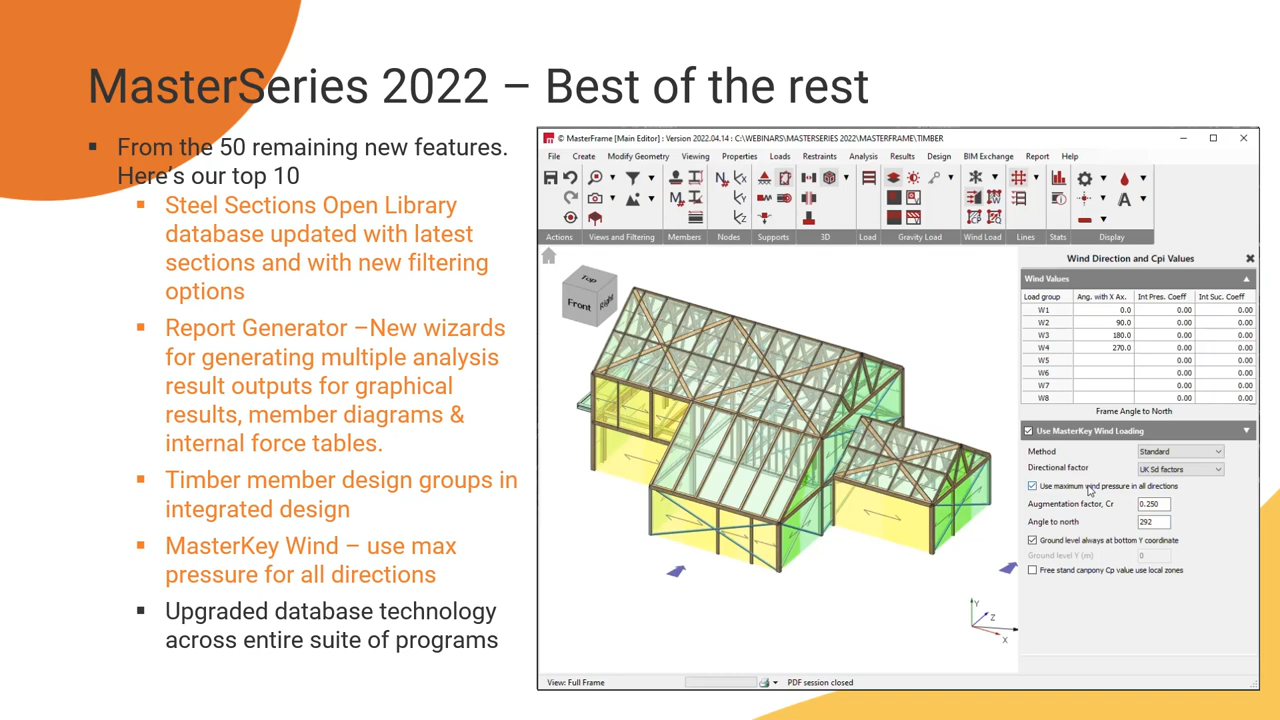 MasterSeries 2022 – Best of the rest
▪ From the 50 remaining new features.
Here's our top 10
▪ Steel Sections Open Library
database updated with latest
sections and with new filtering
options
▪ Report Generator –New wizards
for generating multiple analysis
result outputs for graphical
results, member diagrams &
internal force tables.
▪ Timber member design groups in
integrated design
▪ MasterKey Wind – use max
pressure for all directions
▪ Upgraded database technology
across entire suite of programs
© MasterFrame [Main Editor] : Version 2022.04.14 : C:\WEBINARS\MASTERSERIES 2022\MASTERFRAME\TIMBER
File Create Modify Geometry Viewing Properties Loads Restraints Analysis Results Design BIM Exchange Report Help
Actions Views and Filtering Members Nodes Supports 3D Load Gravity Load Wind Load Lines Stats Display
Top
Front Right
Wind Direction and Cpi Values
Wind Values
Load group Ang. with X Ax. Int Pres. Coeff Int Suc. Coeff
W1 0.0 0.00 0.00
W2 90.0 0.00 0.00
W3 180.0 0.00 0.00
W4 270.0 0.00 0.00
W5 0.00 0.00
W6 0.00 0.00
W7 0.00 0.00
W8 0.00 0.00
Frame Angle to North
Use MasterKey Wind Loading
Method Standard
Directional factor UK Sd factors
Use maximum wind pressure in all directions
Augmentation factor, Cr 0.250
Angle to north 292
Ground level always at bottom Y coordinate
Ground level Y (m) 0
Free stand canpony Cp value use local zones
Y
Z
X
View: Full Frame PDF session closed